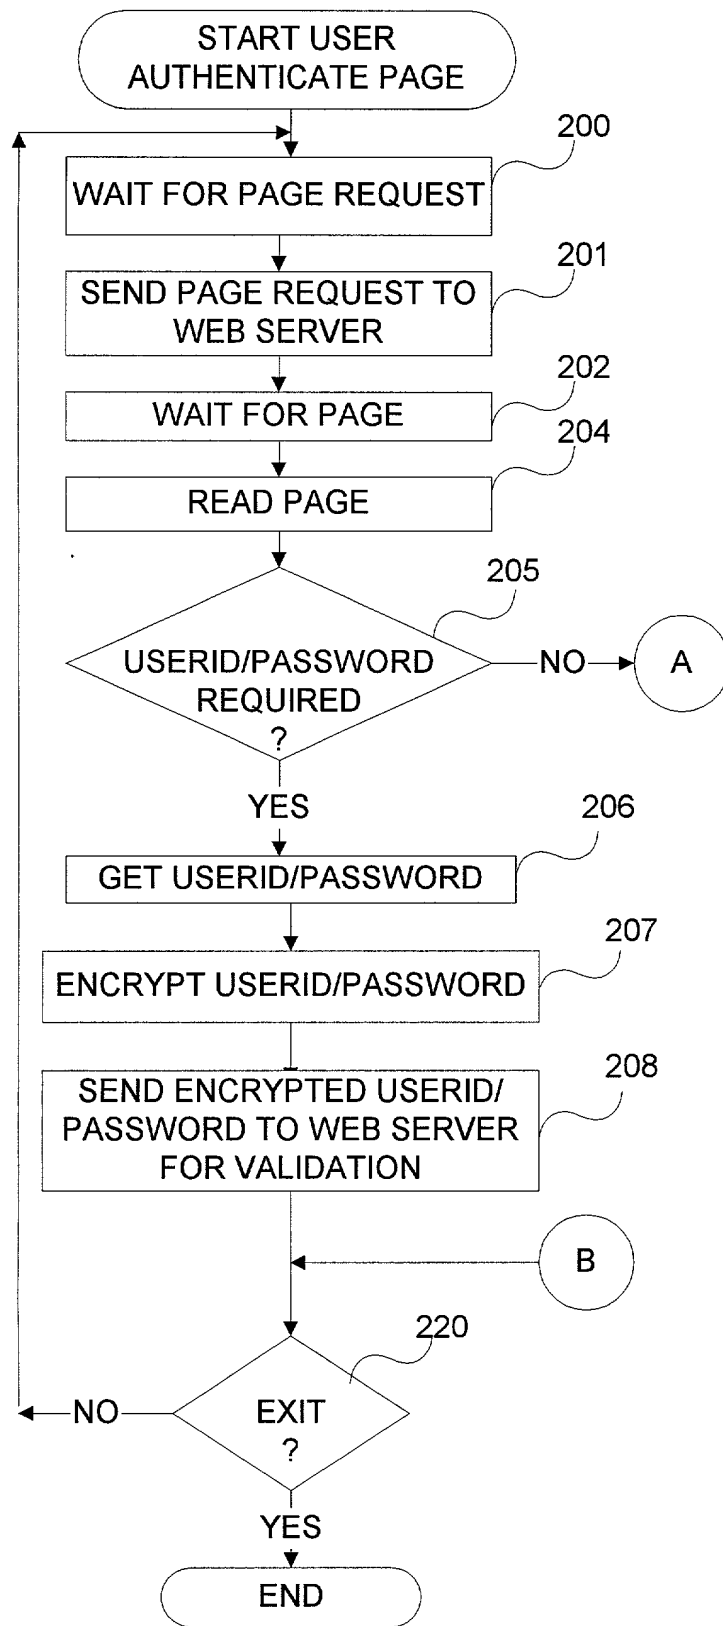 START USER
AUTHENTICATE PAGE
200
WAIT FOR PAGE REQUEST
201
SEND PAGE REQUEST TO
WEB SERVER
202
WAIT FOR PAGE
204
READ PAGE
205
USERID/PASSWORD
REQUIRED
?
NO
A
YES
206
GET USERID/PASSWORD
207
ENCRYPT USERID/PASSWORD
208
SEND ENCRYPTED USERID/
PASSWORD TO WEB SERVER
FOR VALIDATION
B
220
EXIT
?
NO
YES
END